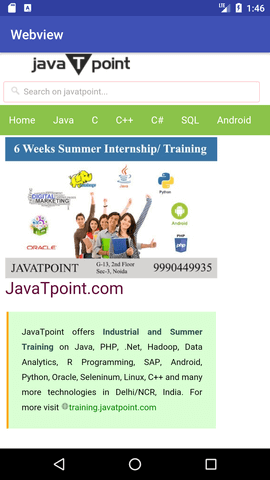 1:46
Webview
javaTpoint
Search on javatpoint...
Home Java C C++ C# SQL Android
6 Weeks Summer Internship/ Training
Java
Python
DIGITAL
MARKETING
Android
ORACLE
php
PHP
JAVATPOINT G-13, 2nd Floor 9990449935
Sec-3, Noida
JavaTpoint.com
JavaTpoint offers Industrial and Summer
Training on Java, PHP, .Net, Hadoop, Data
Analytics, R Programming, SAP, Android,
Python, Oracle, Seleninum, Linux, C++ and many
more technologies in Delhi/NCR, India. For
more visit training.javatpoint.com